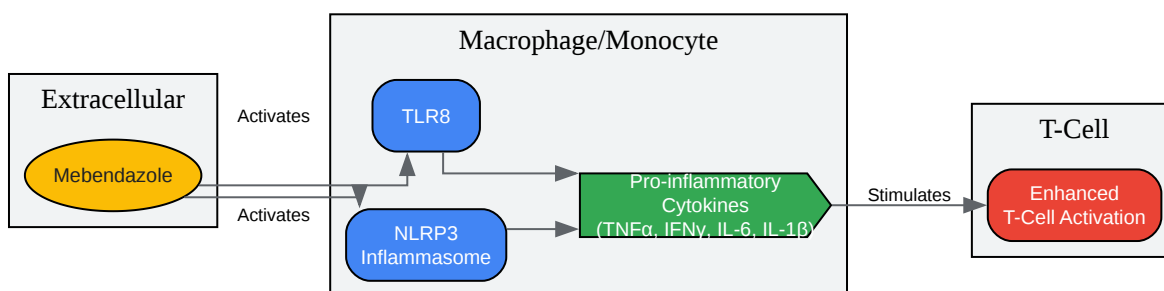 Extracellular
Mebendazole
Activates
Activates
Macrophage/Monocyte
TLR8
NLRP3
Inflammasome
Pro-inflammatory
Cytokines
(TNFα, IFNγ, IL-6, IL-1β)
Stimulates
T-Cell
Enhanced
T-Cell Activation